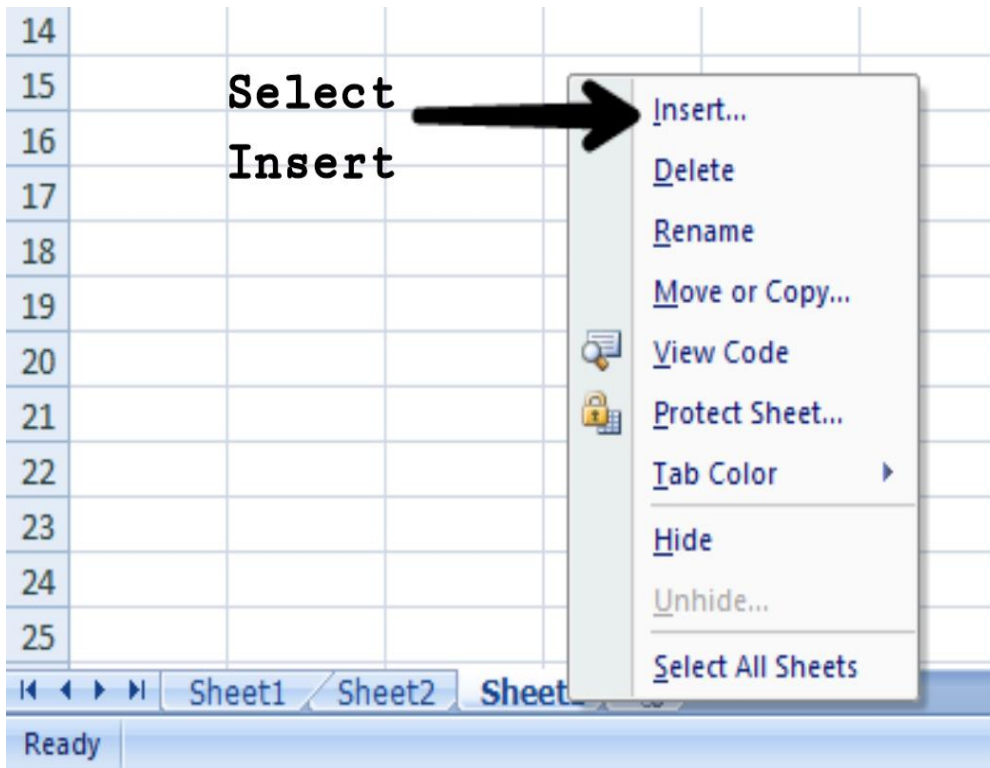 14
15
16
17
18
19
20
21
22
23
24
25
Select
Insert
Insert...
Delete
Rename
Move or Copy...
View Code
Protect Sheet...
Tab Color
Hide
Unhide...
Select All Sheets
Sheet1 Sheet2 Sheet
Ready